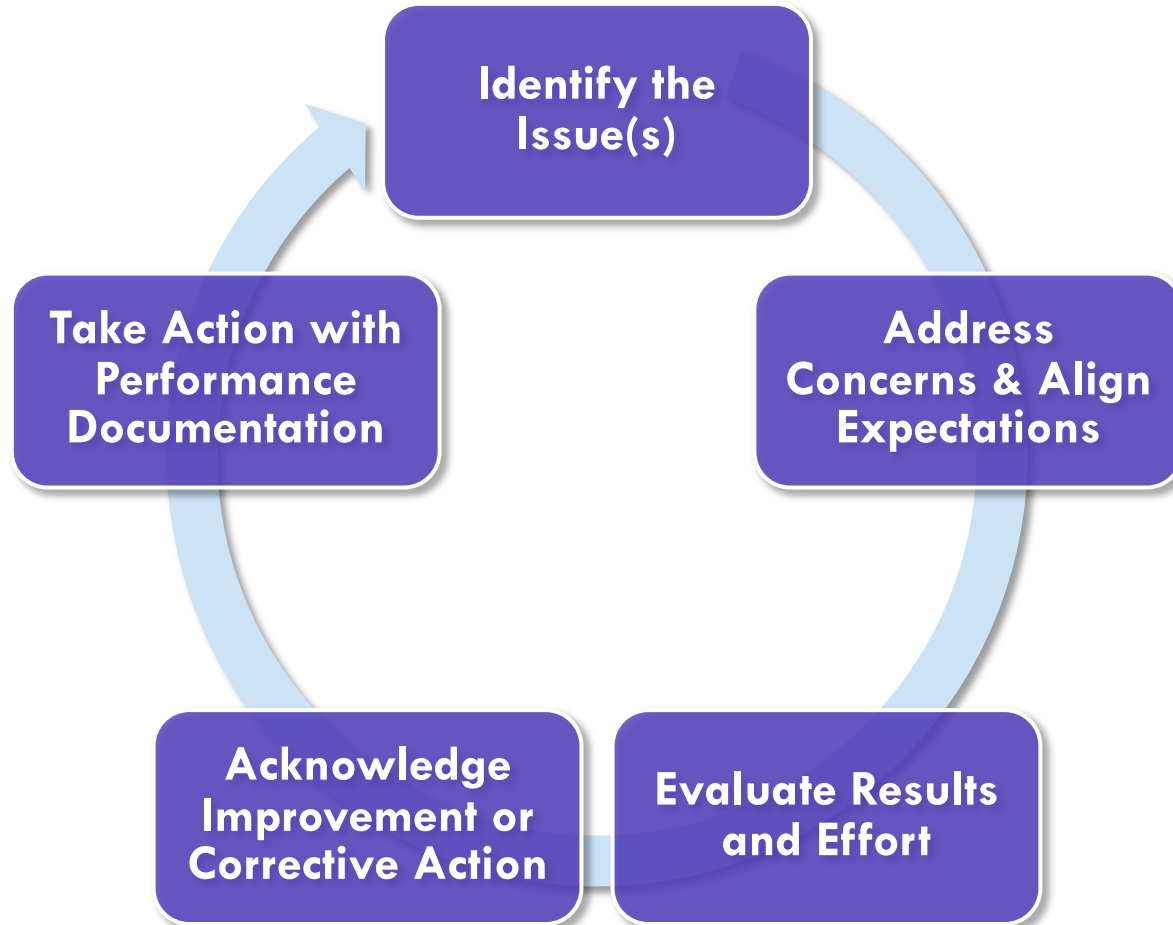 Identify the
Issue(s)
Address
Concerns & Align
Expectations
Evaluate Results
and Effort
Acknowledge
Improvement or
Corrective Action
Take Action with
Performance
Documentation